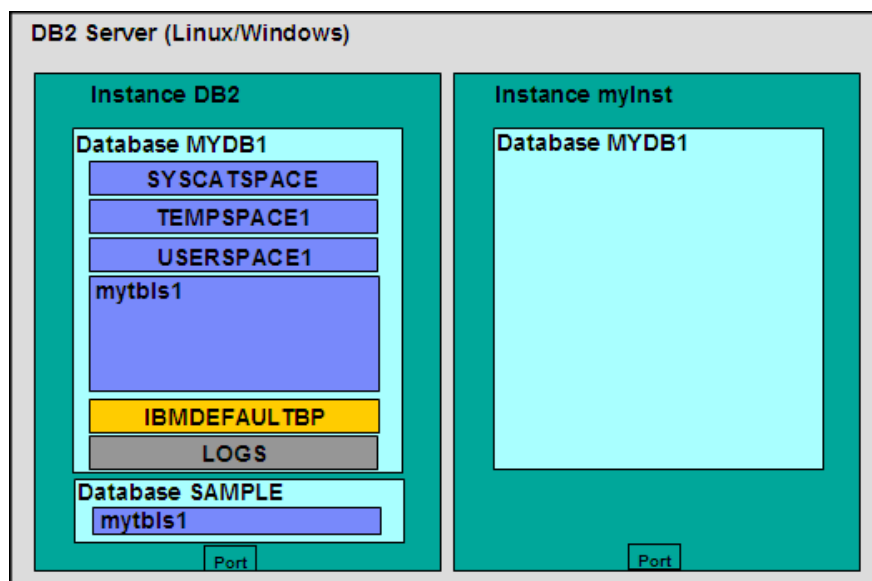 DB2 Server (Linux/Windows)
Instance DB2
Database MYDB1
SYSCATSPACE
TEMPSPACE1
USERSPACE1
mytbls1
IBMDEFAULTBP
LOGS
Database SAMPLE
mytbls1
Port
Instance myInst
Database MYDB1
Port